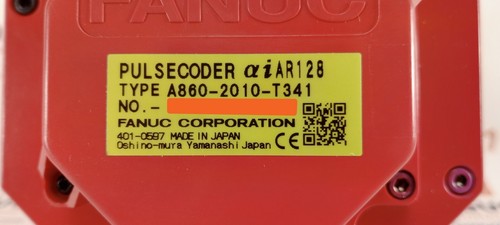 FANUC
PULSECODER αiAR128
TYPE A860-2010-T341
NO.-
FANUC CORPORATION
401-0597 MADE IN JAPAN
Oshino-mura Yamanashi Japan CE